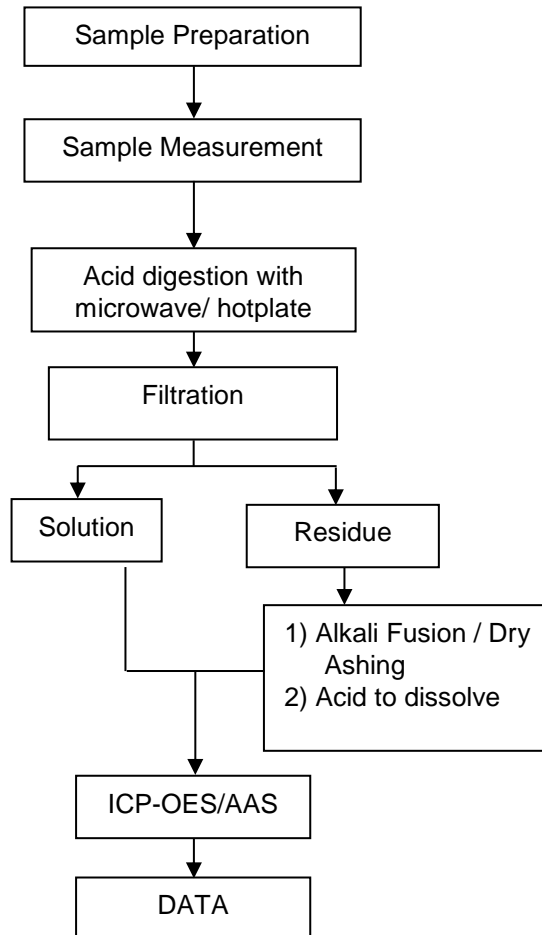 Sample Preparation
Sample Measurement
Acid digestion with
microwave/ hotplate
Filtration
Solution
Residue
1) Alkali Fusion / Dry
Ashing
2) Acid to dissolve
ICP-OES/AAS
DATA